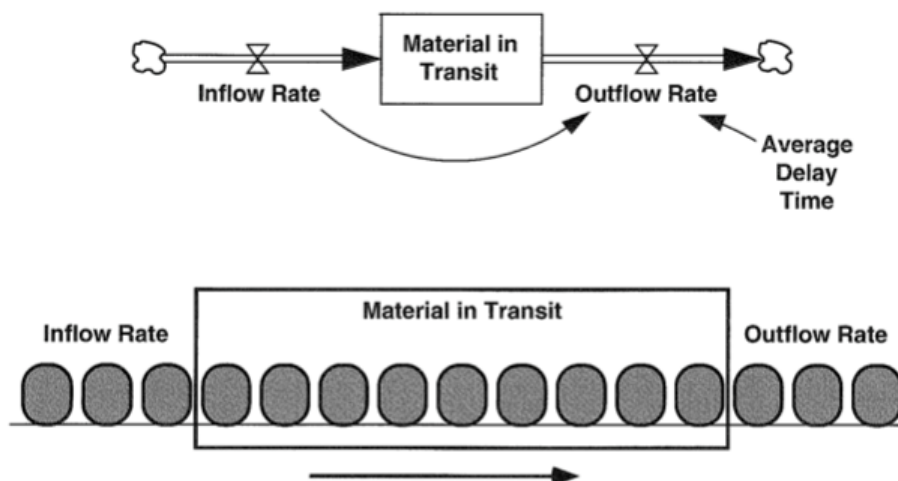 Material in
Transit
Inflow Rate
Outflow Rate
Average
Delay
Time
Material in Transit
Inflow Rate
Outflow Rate